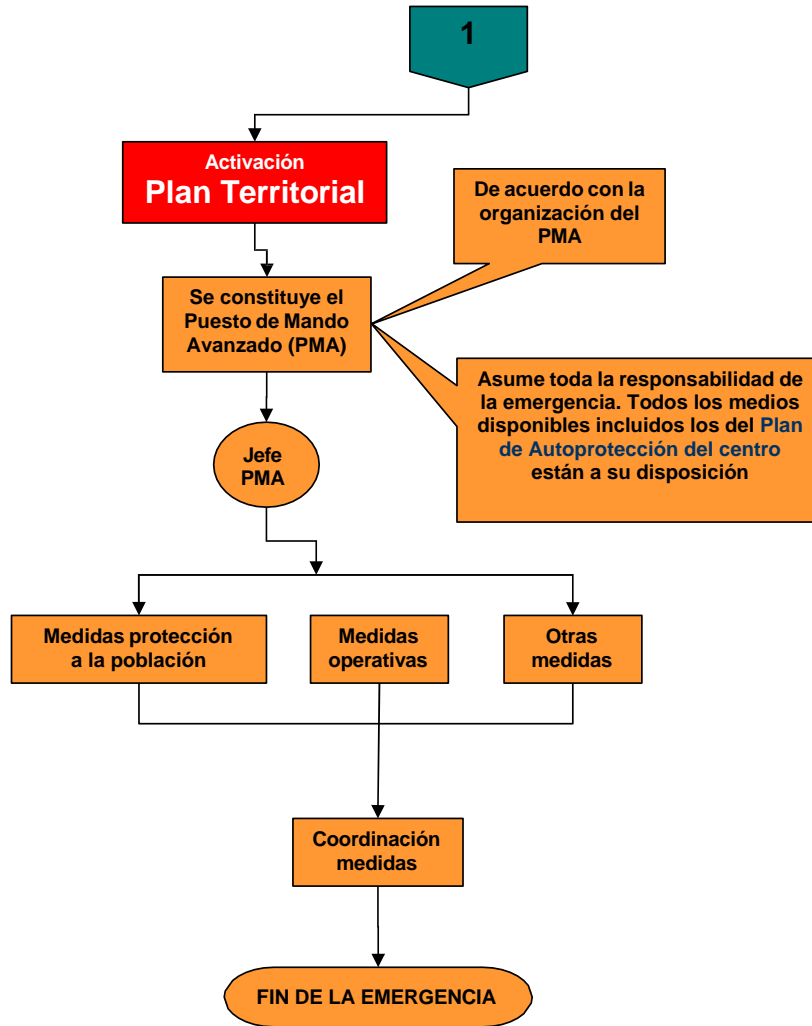 1
Activación
Plan Territorial
De acuerdo con la
organización del
PMA
Se constituye el
Puesto de Mando
Avanzado (PMA)
Asume toda la responsabilidad de
la emergencia. Todos los medios
disponibles incluidos los del Plan
de Autoprotección del centro
están a su disposición
Jefe
PMA
Medidas protección
a la población
Medidas
operativas
Otras
medidas
Coordinación
medidas
FIN DE LA EMERGENCIA